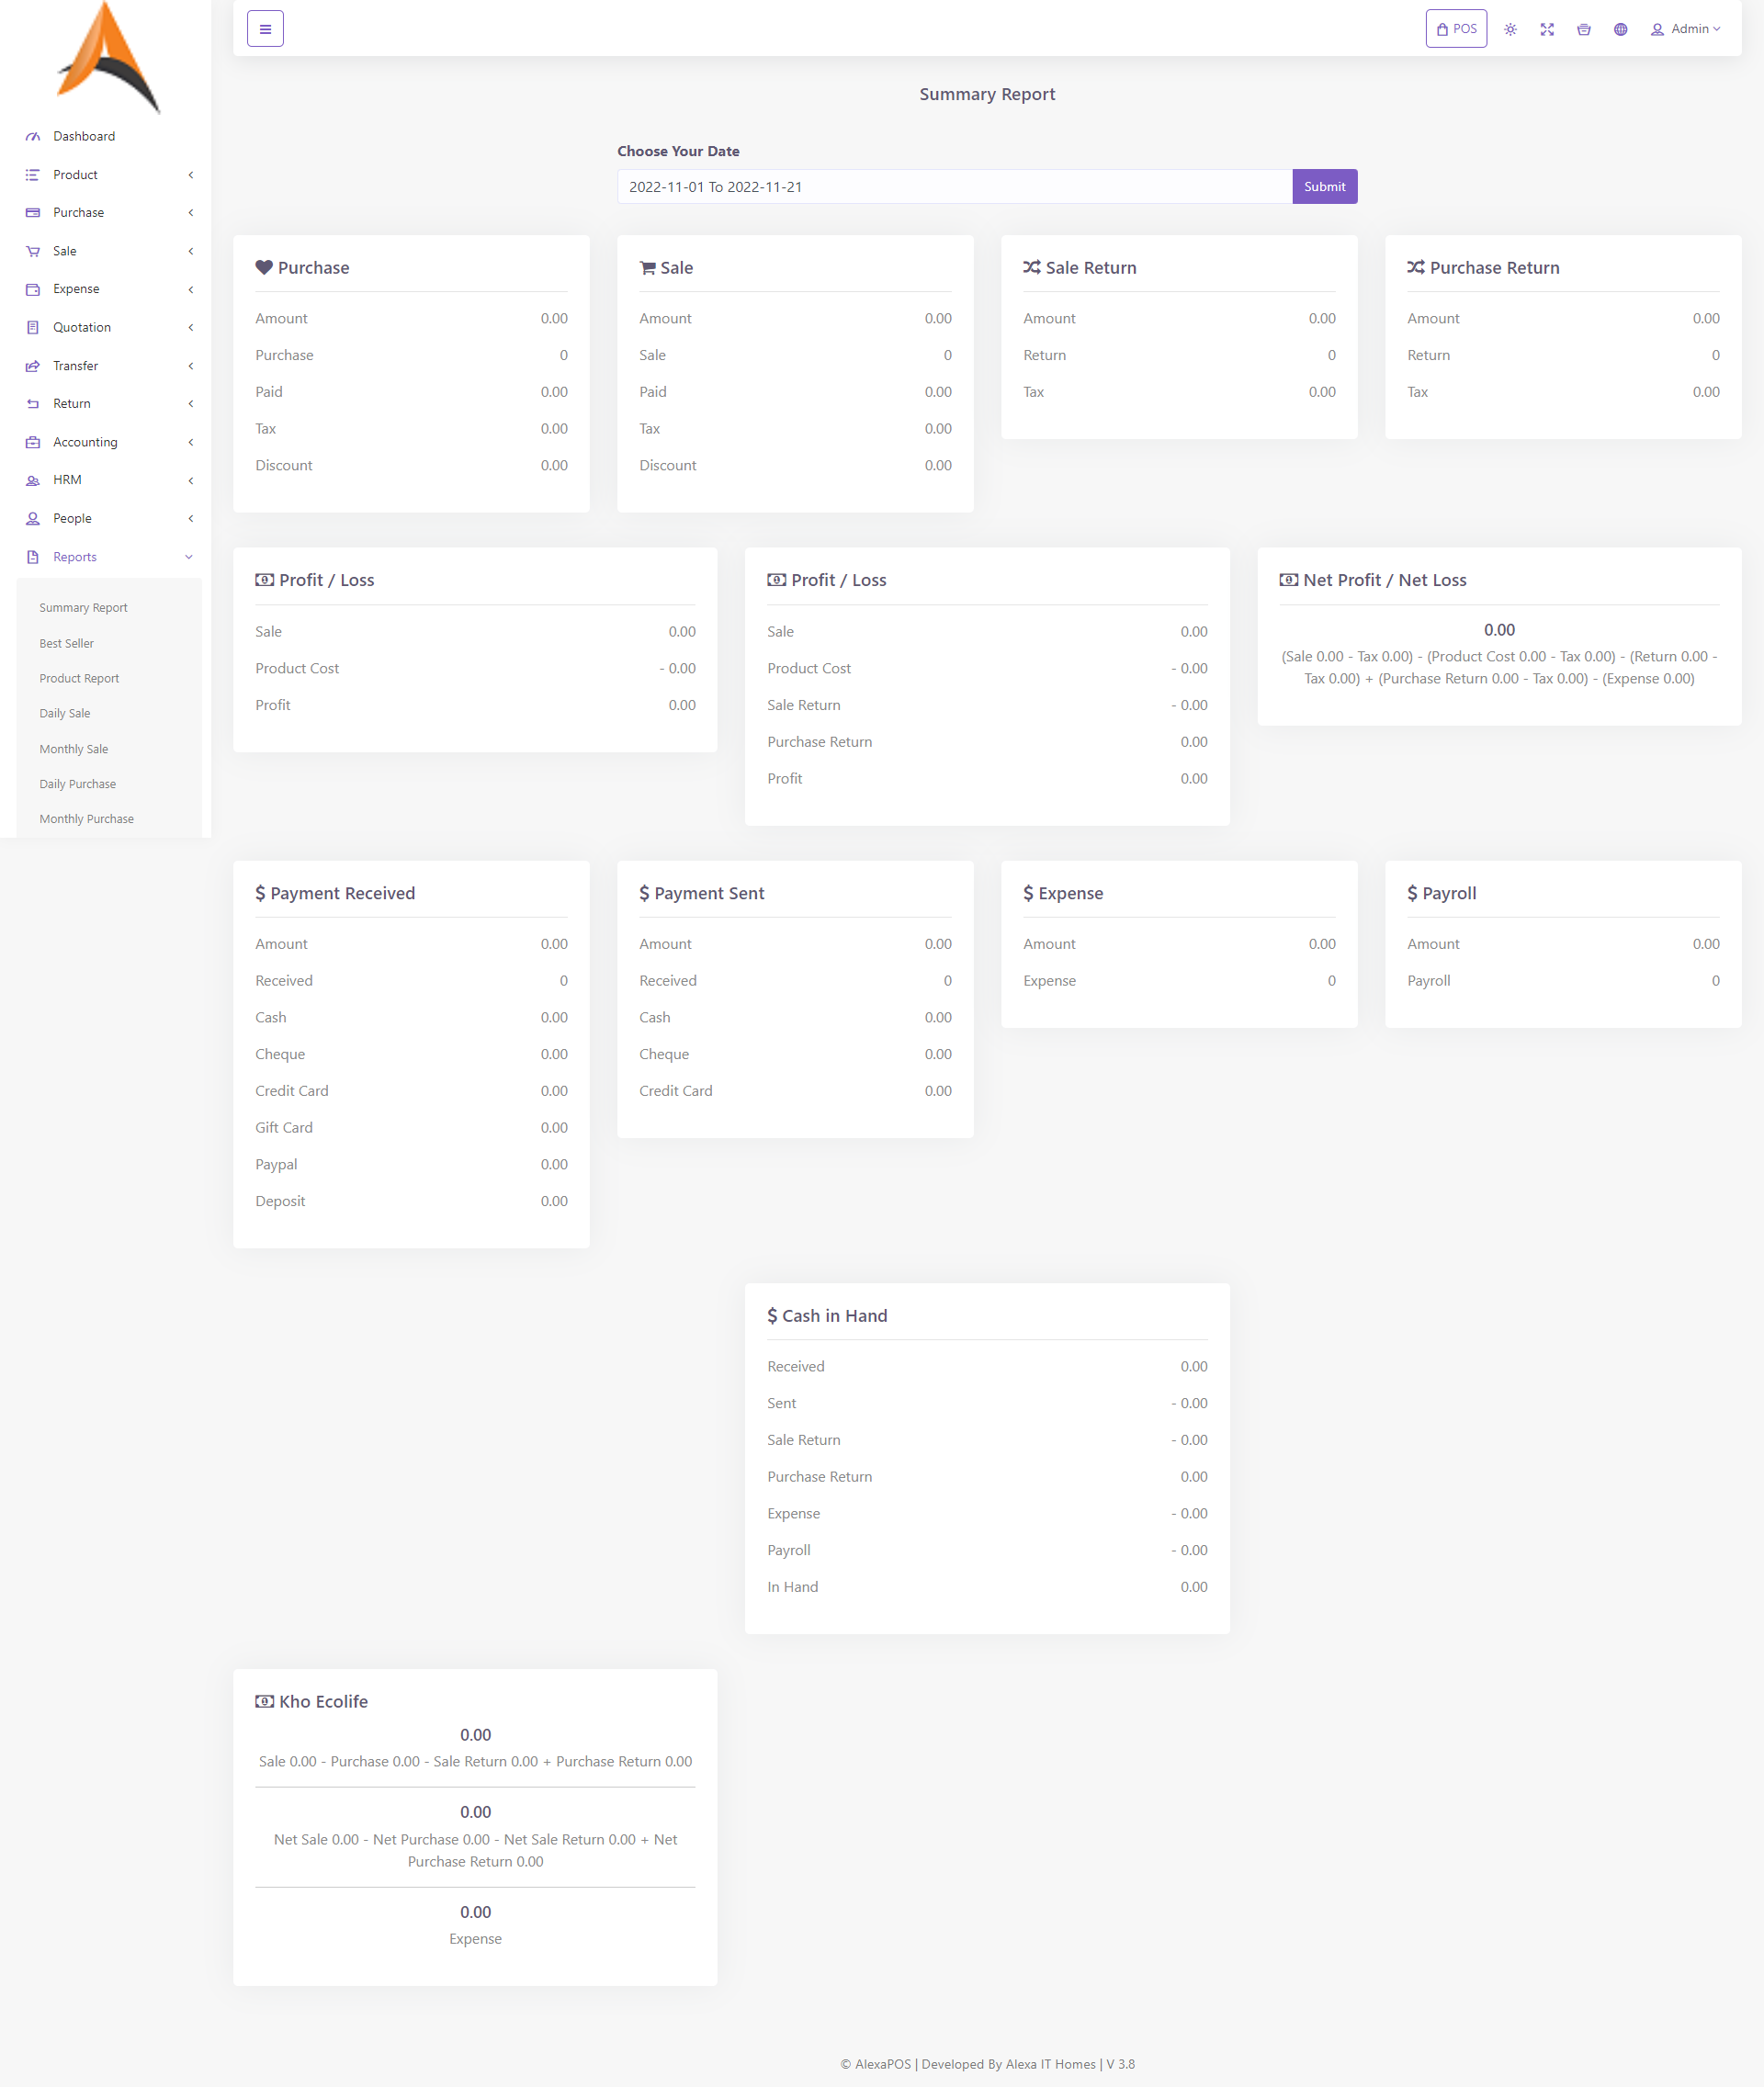 POS
Admin
Dashboard
Product
Purchase
Sale
Expense
Quotation
Transfer
Return
Accounting
HRM
People
Reports
Summary Report
Best Seller
Product Report
Daily Sale
Monthly Sale
Daily Purchase
Monthly Purchase
Summary Report
Choose Your Date
2022-11-01 To 2022-11-21 Submit
Purchase
Amount 0.00
Purchase 0
Paid 0.00
Tax 0.00
Discount 0.00
Sale
Amount 0.00
Sale 0
Paid 0.00
Tax 0.00
Discount 0.00
Sale Return
Amount 0.00
Return 0
Tax 0.00
Purchase Return
Amount 0.00
Return 0
Tax 0.00
Profit / Loss
Sale 0.00
Product Cost - 0.00
Profit 0.00
Profit / Loss
Sale 0.00
Product Cost - 0.00
Sale Return - 0.00
Purchase Return 0.00
Profit 0.00
Net Profit / Net Loss
0.00
(Sale 0.00 - Tax 0.00) - (Product Cost 0.00 - Tax 0.00) - (Return 0.00 -
Tax 0.00) + (Purchase Return 0.00 - Tax 0.00) - (Expense 0.00)
$ Payment Received
Amount 0.00
Received 0
Cash 0.00
Cheque 0.00
Credit Card 0.00
Gift Card 0.00
Paypal 0.00
Deposit 0.00
$ Payment Sent
Amount 0.00
Received 0
Cash 0.00
Cheque 0.00
Credit Card 0.00
$ Expense
Amount 0.00
Expense 0
$ Payroll
Amount 0.00
Payroll 0
$ Cash in Hand
Received 0.00
Sent - 0.00
Sale Return - 0.00
Purchase Return 0.00
Expense - 0.00
Payroll - 0.00
In Hand 0.00
Kho Ecolife
0.00
Sale 0.00 - Purchase 0.00 - Sale Return 0.00 + Purchase Return 0.00
0.00
Net Sale 0.00 - Net Purchase 0.00 - Net Sale Return 0.00 + Net
Purchase Return 0.00
0.00
Expense
© AlexaPOS | Developed By Alexa IT Homes | V 3.8